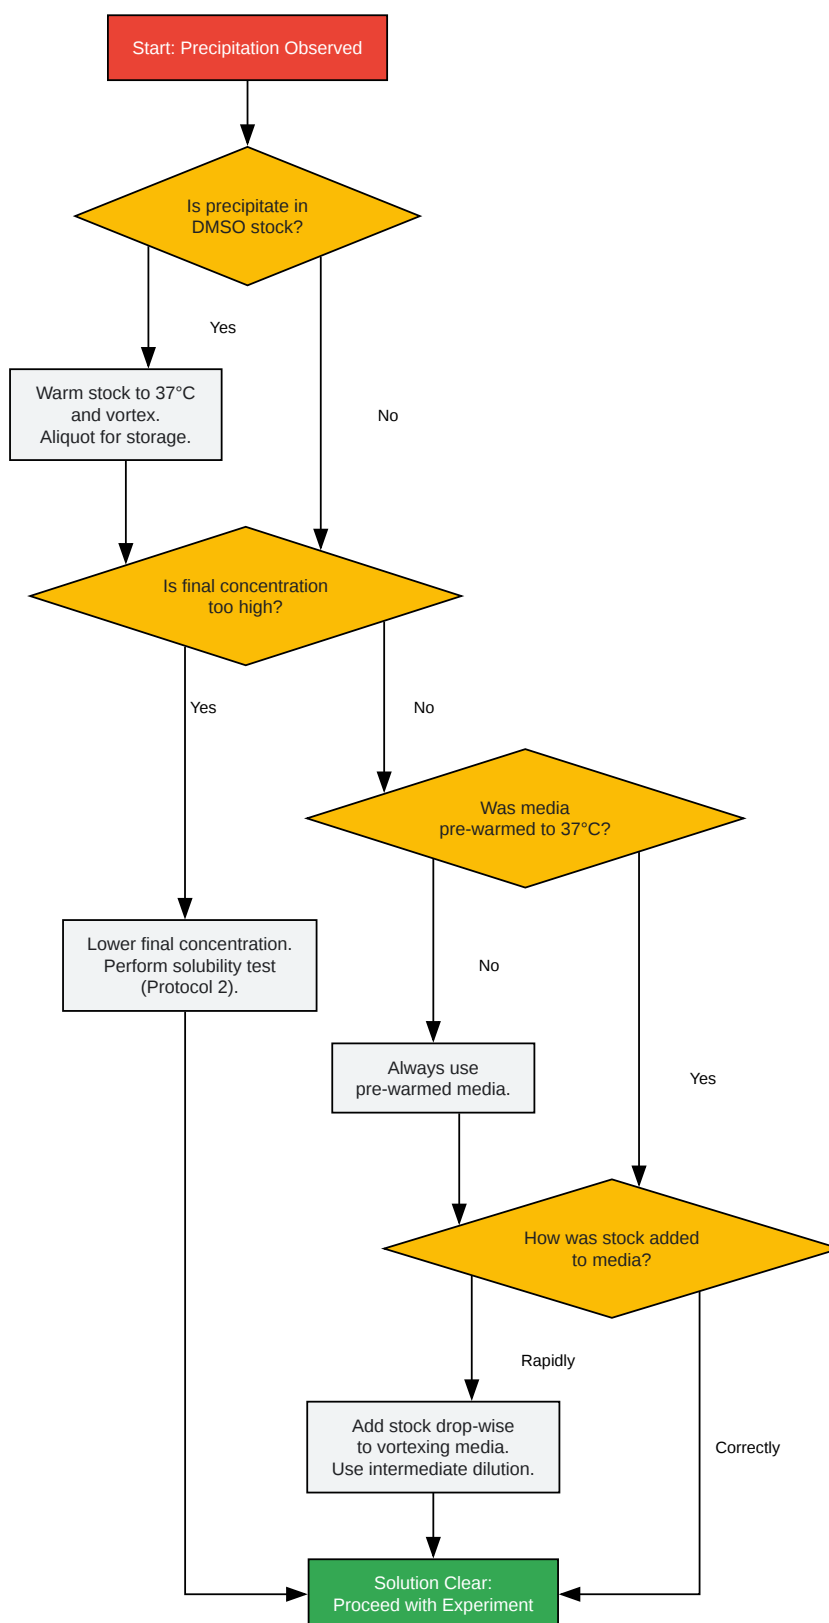 Start: Precipitation Observed
Is precipitate in
DMSO stock?
Yes
Warm stock to 37°C
and vortex.
Aliquot for storage.
No
Is final concentration
too high?
Yes
No
Was media
pre-warmed to 37°C?
Lower final concentration.
Perform solubility test
(Protocol 2).
No
Always use
pre-warmed media.
Yes
How was stock added
to media?
Rapidly
Add stock drop-wise
to vortexing media.
Use intermediate dilution.
Correctly
Solution Clear:
Proceed with Experiment